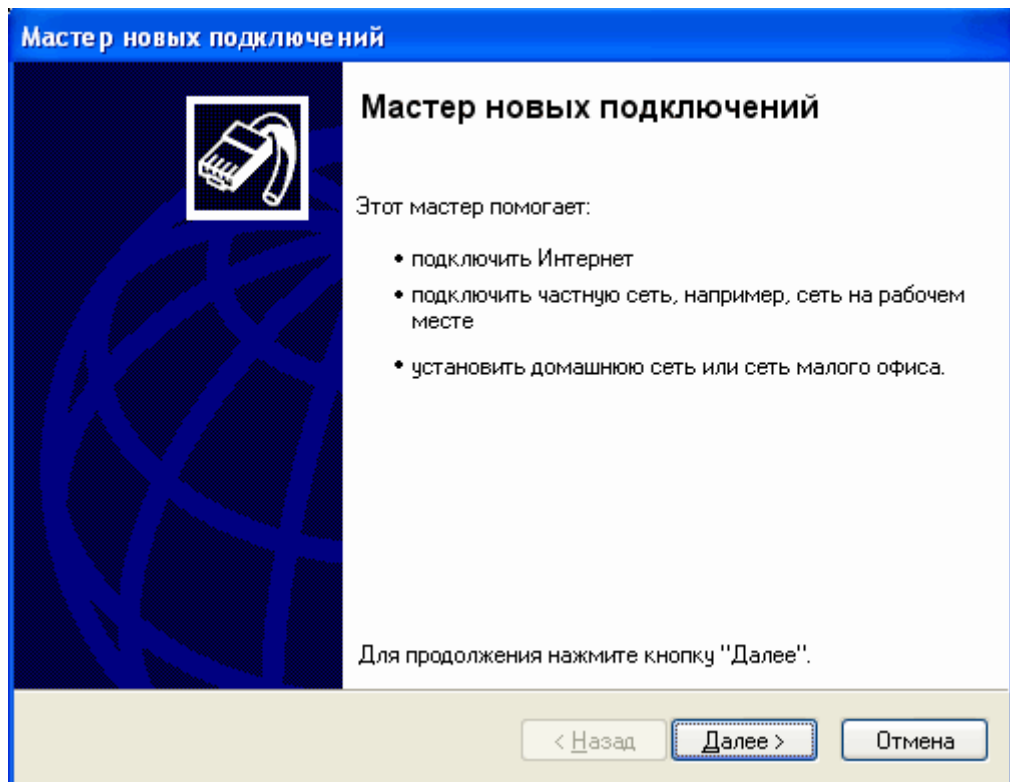 Мастер новых подключений
Мастер новых подключений
Этот мастер помогает:
• подключить Интернет
• подключить частную сеть, например, сеть на рабочем
месте
• установить домашнюю сеть или сеть малого офиса.
Для продолжения нажмите кнопку "Далее".
< Назад Далее > Отмена